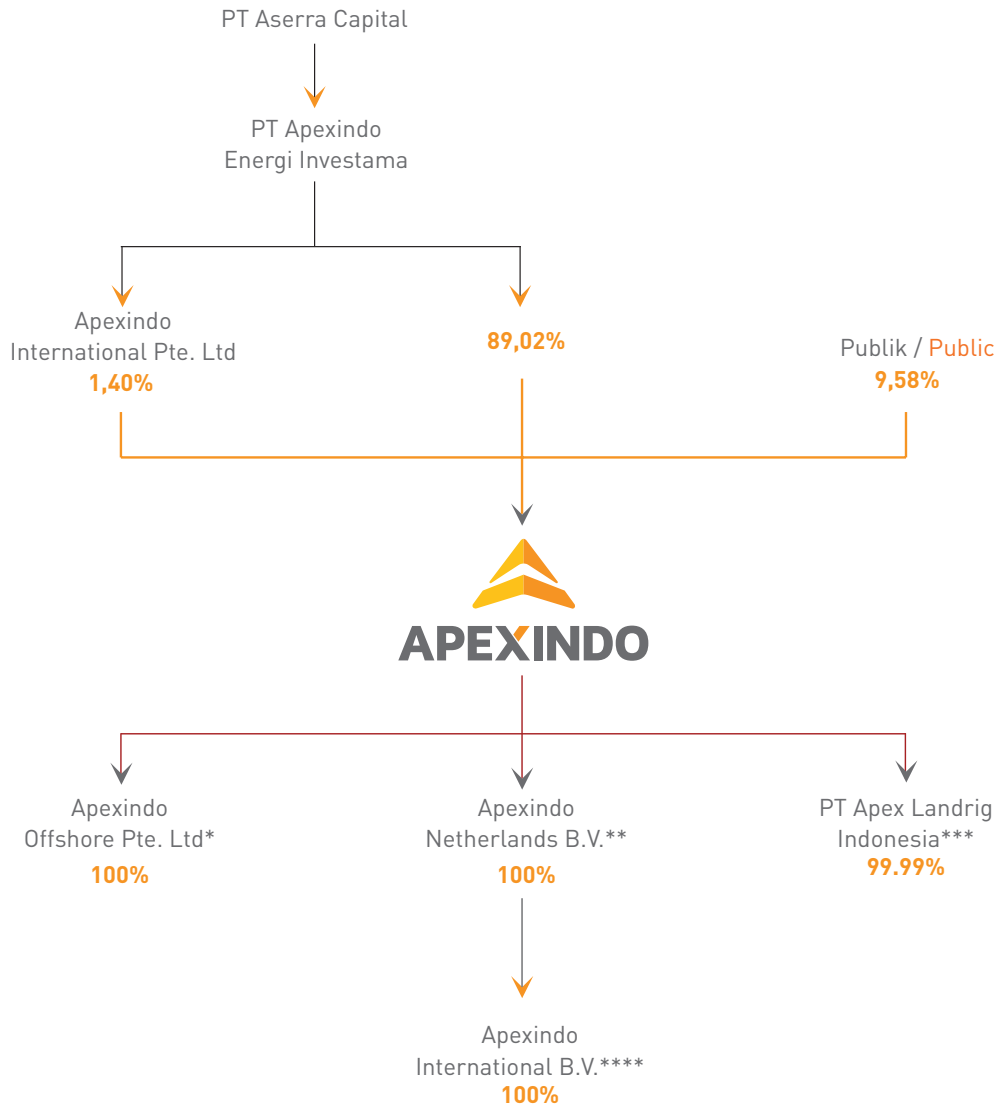 PT Aserra Capital
PT Apexindo
Energi Investama
Apexindo
International Pte. Ltd
1,40%
89,02%
Publik / Public
9,58%
APEXINDO
Apexindo
Offshore Pte. Ltd*
100%
Apexindo
Netherlands B.V.**
100%
PT Apex Landrig
Indonesia***
99.99%
Apexindo
International B.V.****
100%